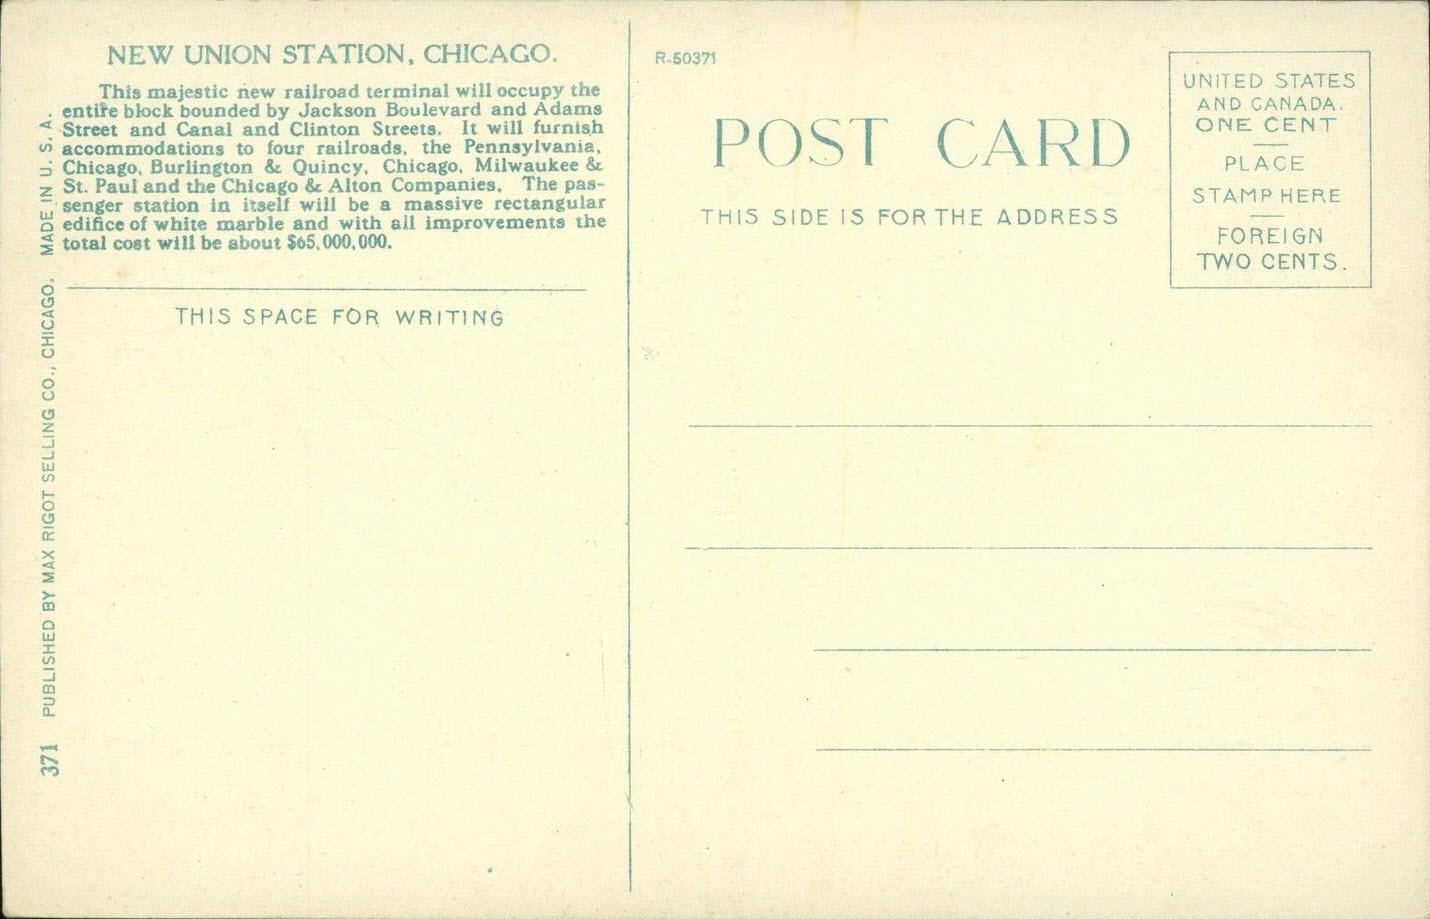 NEW UNION STATION, CHICAGO.
This majestic new railroad terminal will occupy the
entire block bounded by Jackson Boulevard and Adams
Street and Canal and Clinton Streets. It will furnish
accommodations to four railroads, the Pennsylvania,
Chicago, Burlington & Quincy, Chicago, Milwaukee &
St. Paul and the Chicago & Alton Companies. The pas-
senger station in itself will be a massive rectangular
edifice of white marble and with all improvements the
total cost will be about $65,000,000.
THIS SPACE FOR WRITING
371 PUBLISHED BY MAX RIGOT SELLING CO., CHICAGO. MADE IN U. S. A.
R-50371
POST CARD
THIS SIDE IS FOR THE ADDRESS
UNITED STATES
AND CANADA.
ONE CENT
PLACE
STAMP HERE
FOREIGN
TWO CENTS.